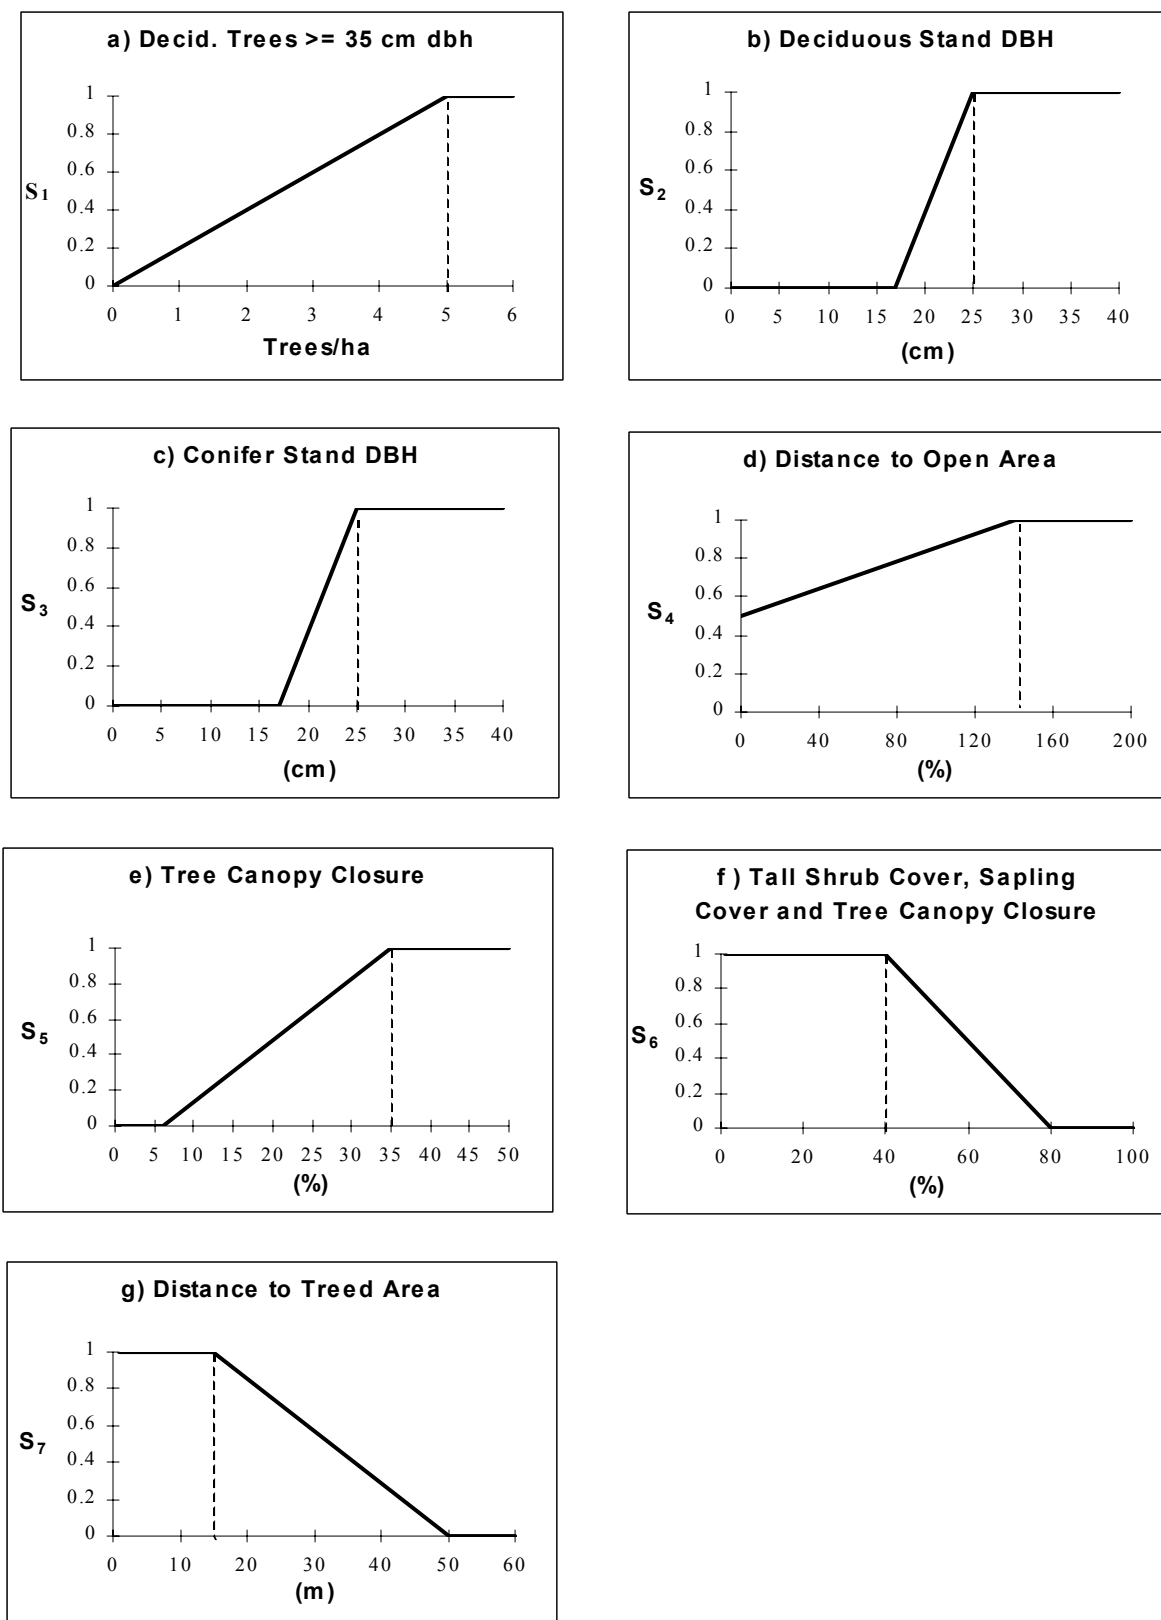 a) Decid. Trees >= 35 cm dbh
1
0.8
0.6
S1
0.4
0.2
0
0 1 2 3 4 5 6
Trees/ha
b) Deciduous Stand DBH
1
0.8
0.6
S2
0.4
0.2
0
0 5 10 15 20 25 30 35 40
(cm)
c) Conifer Stand DBH
1
0.8
0.6
S3
0.4
0.2
0
0 5 10 15 20 25 30 35 40
(cm)
d) Distance to Open Area
1
0.8
0.6
S4
0.4
0.2
0
0 40 80 120 160 200
(%)
e) Tree Canopy Closure
1
0.8
0.6
S5
0.4
0.2
0
0 5 10 15 20 25 30 35 40 45 50
(%)
f) Tall Shrub Cover, Sapling
Cover and Tree Canopy Closure
1
0.8
0.6
S6
0.4
0.2
0
0 20 40 60 80 100
(%)
g) Distance to Treed Area
1
0.8
0.6
S7
0.4
0.2
0
0 10 20 30 40 50 60
(m)